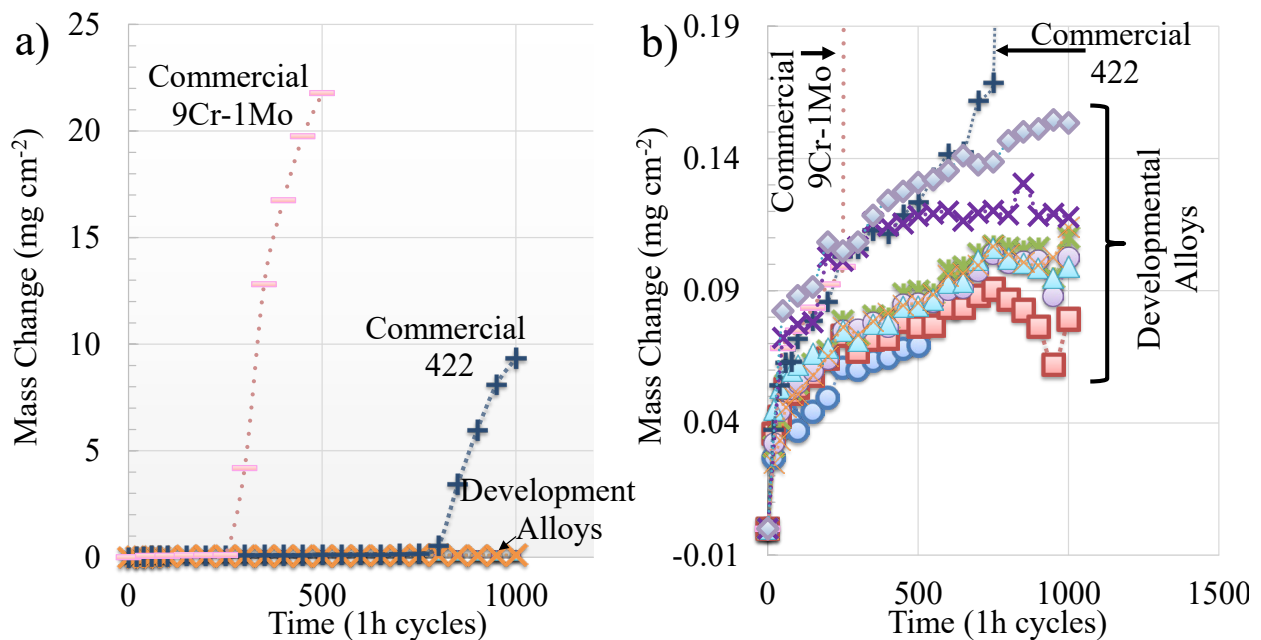 a)
Mass Change (mg cm-2)
25
20
15
10
5
0
0
500
1000
Time (1h cycles)
Commercial
9Cr-1Mo
Commercial
422
Development
Alloys
b)
Mass Change (mg cm-2)
0.19
0.14
0.09
0.04
-0.01
0
500
1000
1500
Time (1h cycles)
Commercial
9Cr-1Mo
Commercial
422
Developmental
Alloys